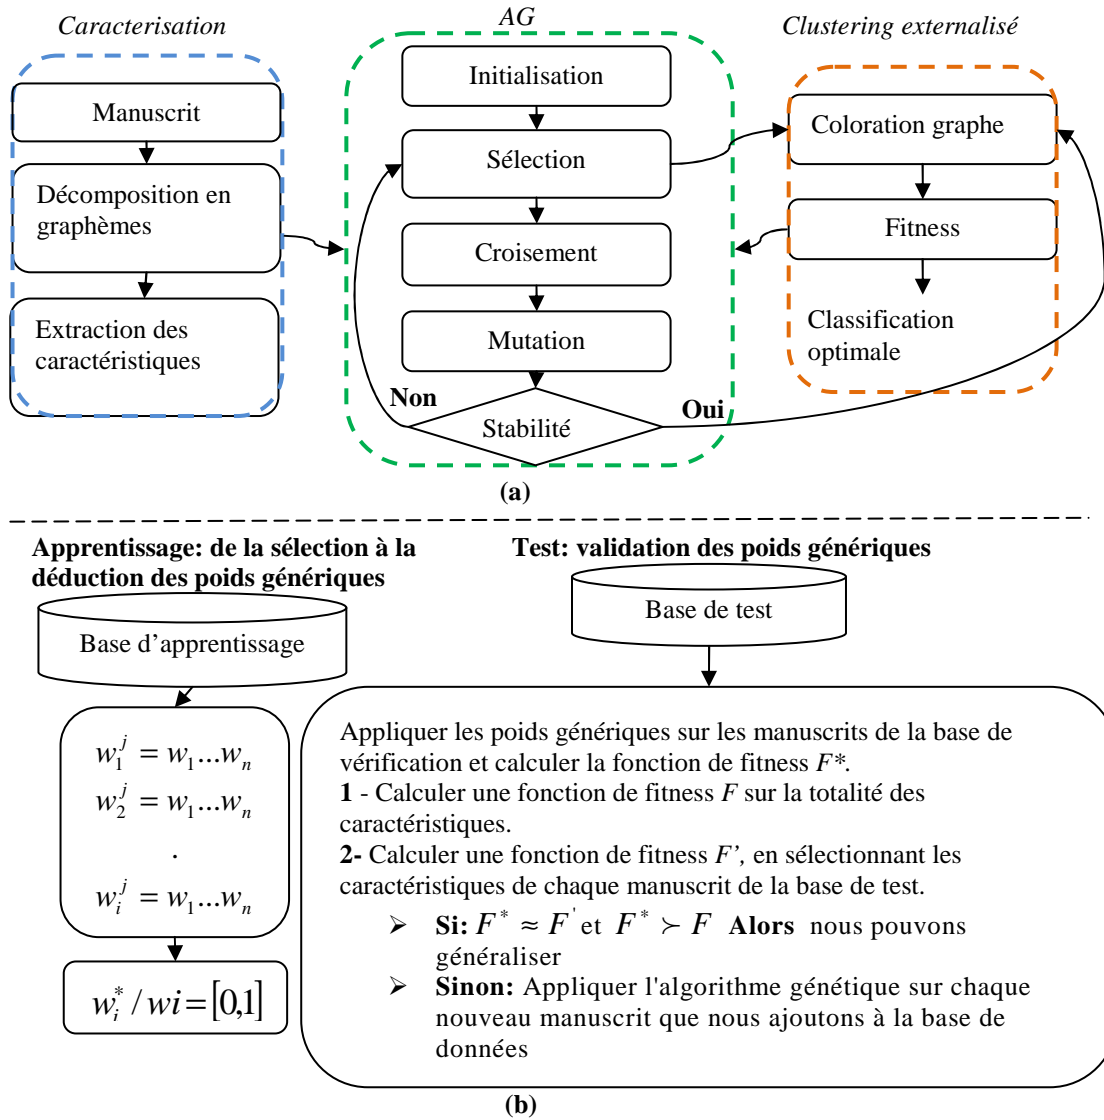 Caracterisation
AG
Clustering externalisé
Manuscrit
Décomposition en
graphèmes
Extraction des
caractéristiques
Initialisation
Sélection
Croisement
Mutation
Non
Stabilité
Oui
Coloration graphe
Fitness
Classification
optimale
(a)
Apprentissage: de la sélection à la
déduction des poids génériques
Base d’apprentissage
w_1^j = w_1...w_n
w_2^j = w_1...w_n
.
w_i^j = w_1...w_n
w_i^* / wi = [0,1]
Test: validation des poids génériques
Base de test
Appliquer les poids génériques sur les manuscrits de la base de
vérification et calculer la fonction de fitness F*.
1 - Calculer une fonction de fitness F sur la totalité des
caractéristiques.
2- Calculer une fonction de fitness F’, en sélectionnant les
caractéristiques de chaque manuscrit de la base de test.
➢ Si: F^* ≈ F^' et F^* ≻ F Alors nous pouvons
généraliser
➢ Sinon: Appliquer l'algorithme génétique sur chaque
nouveau manuscrit que nous ajoutons à la base de
données
(b)